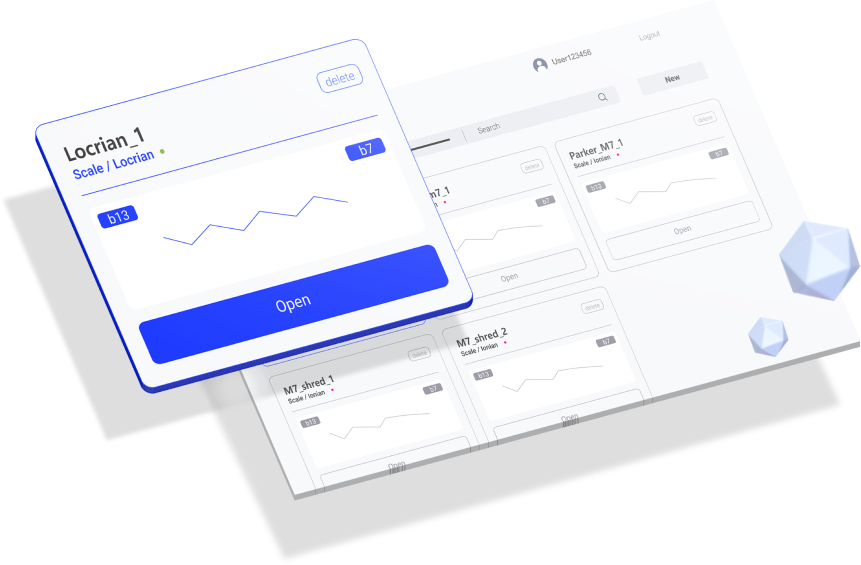 delete
Locrian_1
Scale / Locrian
b7
b13
Open
User123456
Logout
Search
New
delete
m7_1
b7
Open
delete
Parker_M7_1
Scale / Ionian
b7
b13
Open
delete
M7_shred_1
Scale / Ionian
b7
b13
Open
delete
M7_shred_2
Scale / Ionian
b7
b13
Open